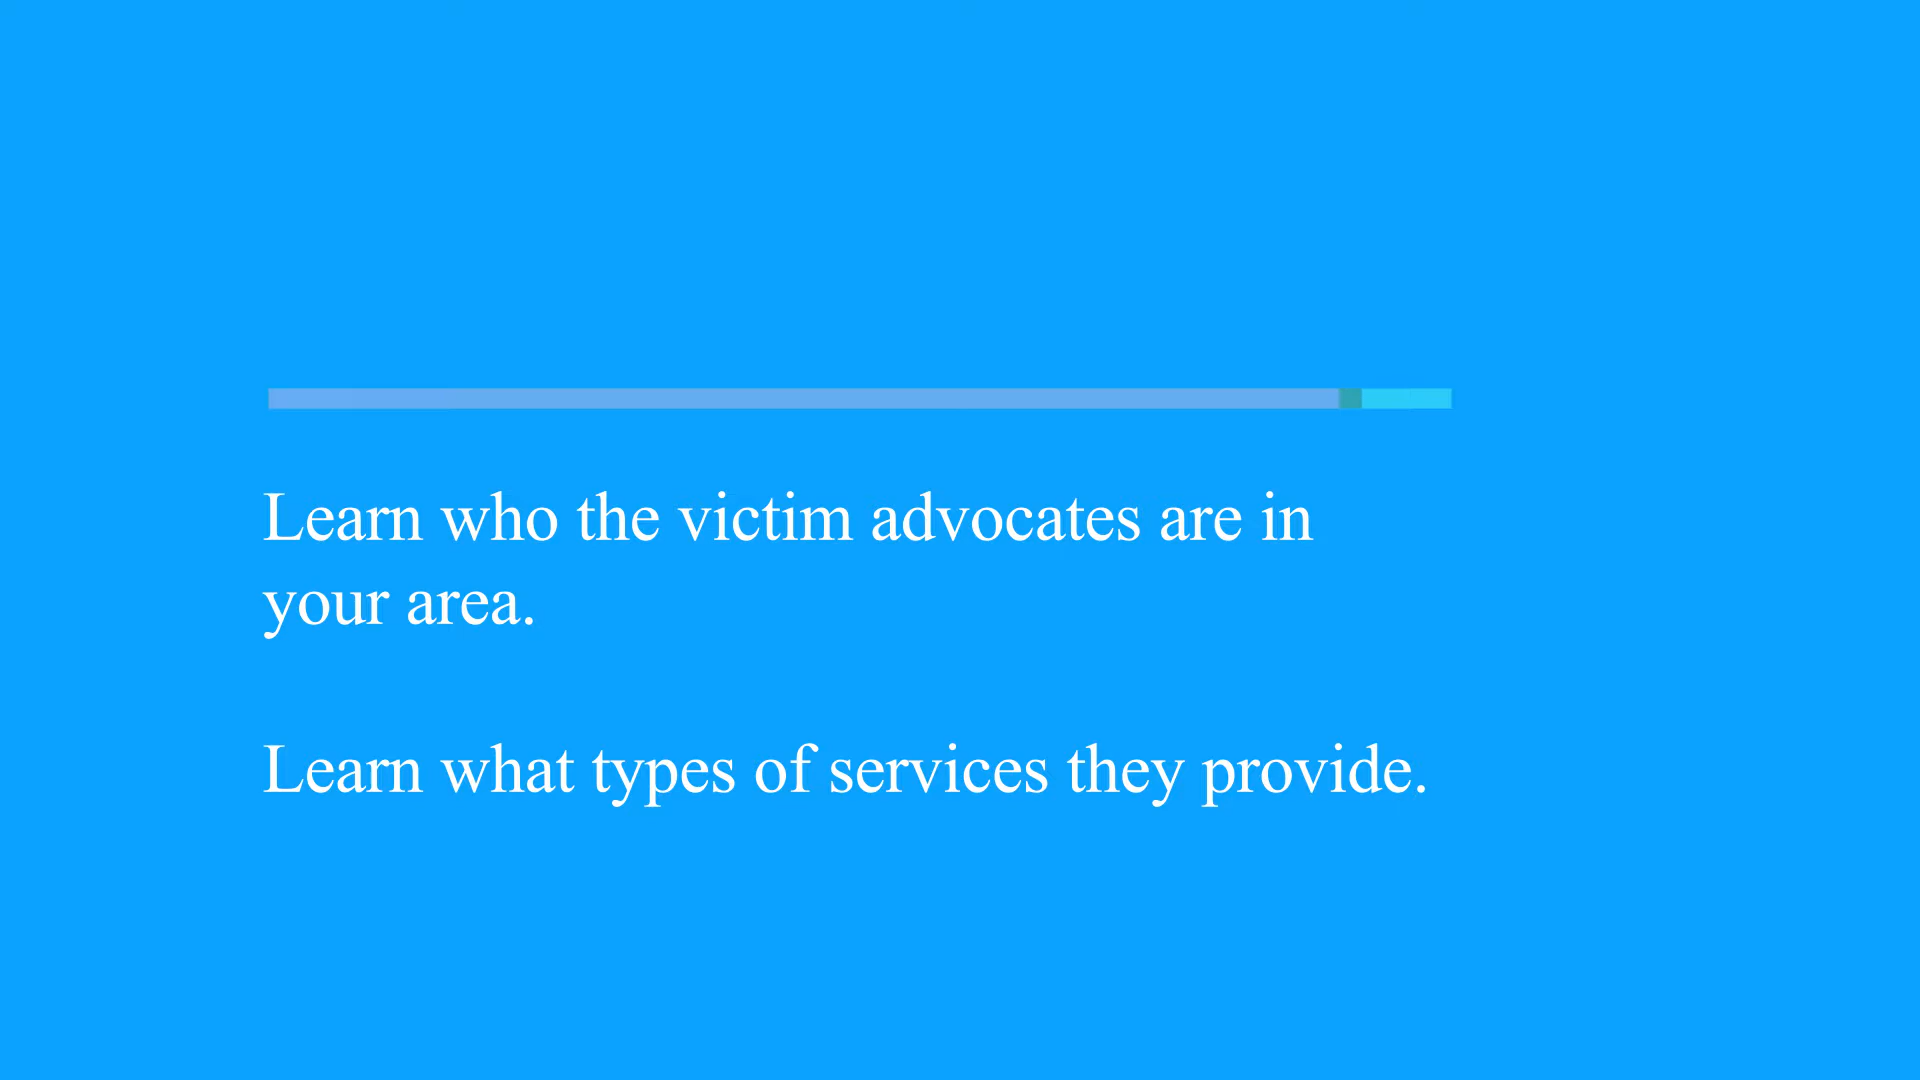 Learn who the victim advocates are in
your area.
Learn what types of services they provide.